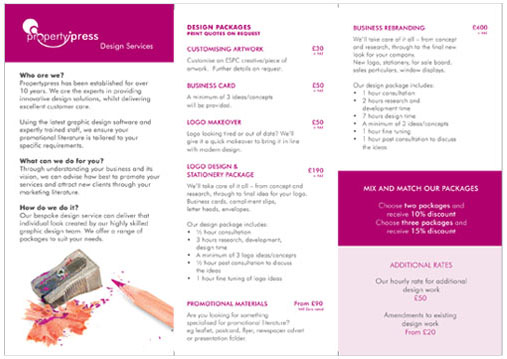 propertypress
Design Services
Who are we?
Propertypress has been established for over
10 years. We are the experts in providing
innovative design solutions, whilst delivering
excellent customer care.
Using the latest graphic design software and
expertly trained staff, we ensure your
promotional literature is tailored to your
specific requirements.
What can we do for you?
Through understanding your business and its
vision, we can advise how best to promote your
services and attract new clients through your
marketing literature.
How do we do it?
Our bespoke design service can deliver that
individual look created by our highly skilled
graphic design team. We offer a range of
packages to suit your needs.
DESIGN PACKAGES
PRINT QUOTES ON REQUEST
CUSTOMISING ARTWORK £30
+ VAT
Customise an ESPC creative/piece of
artwork. Further details on request.
BUSINESS CARD £50
+ VAT
A minimum of 3 ideas/concepts
will be provided.
LOGO MAKEOVER £50
+ VAT
Logo looking tired or out of date? We'll
give it a quick makeover to bring it in line
with modern design.
LOGO DESIGN & £190
STATIONERY PACKAGE + VAT
We'll take care of it all – from concept and
research, through to final idea for your logo.
Business cards, compliment slips,
letter heads, envelopes.
Our design package includes:
• ½ hour consultation
• 3 hours research, development,
design time
• A minimum of 3 logo ideas/concepts
• ½ hour post consultation to discuss
the ideas
• 1 hour fine tuning of logo ideas
PROMOTIONAL MATERIALS From £90
Are you looking for something
specialised for promotional literature?
eg leaflet, postcard, flyer, newspaper advert
or presentation folder.
BUSINESS REBRANDING £600
+ VAT
We'll take care of it all – from concept
and research, through to the final new
look for your company.
New logo, stationery, for sale board,
sales particulars, window displays.
Our design package includes:
• 1 hour consultation
• 2 hours research and
development time
• 7 hours design time
• A minimum of 2 ideas/concepts
• 1 hour fine tuning
• 1 hour post consultation to discuss
the ideas
MIX AND MATCH OUR PACKAGES
Choose two packages and
receive 10% discount
Choose three packages and
receive 15% discount
ADDITIONAL RATES
Our hourly rate for additional
design work
£50
Amendments to existing
design work
From £20